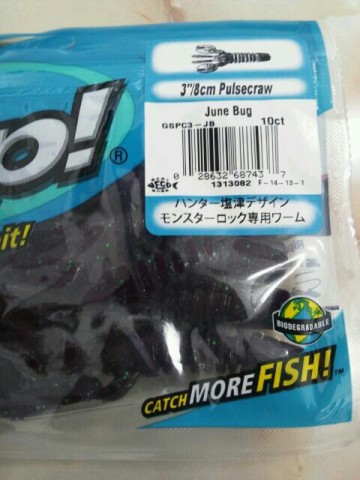 3"/8cm Pulsecraw
June Bug
GSPC3-JB 10ct
0 28632 68743 7
1313082 F-14-13-1
ハンター塩津デザイン
モンスターロック専用ワーム
o!®
it!
BIODEGRADABLE
CATCH MORE FISH!™